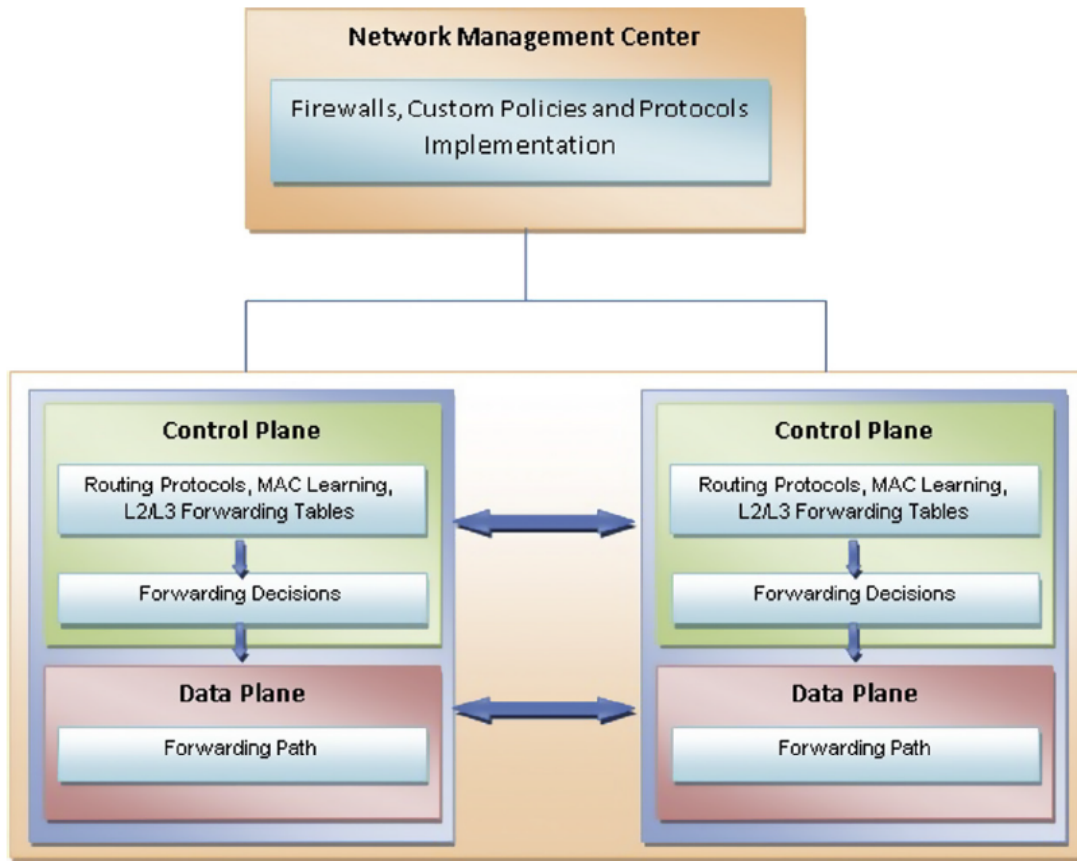 Network Management Center
Firewalls, Custom Policies and Protocols
Implementation
Control Plane
Routing Protocols, MAC Learning,
L2/L3 Forwarding Tables
Forwarding Decisions
Data Plane
Forwarding Path
Control Plane
Routing Protocols, MAC Learning,
L2/L3 Forwarding Tables
Forwarding Decisions
Data Plane
Forwarding Path